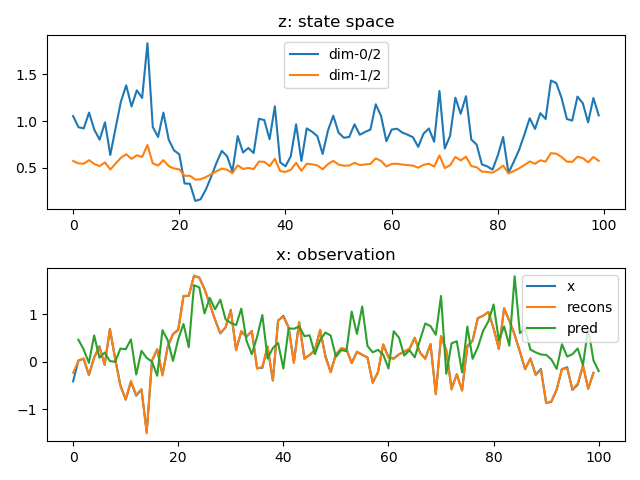 z: state space
dim-0/2
dim-1/2
1.5
1.0
0.5
0 20 40 60 80 100
x: observation
x
recons
pred
1
0
−1
0 20 40 60 80 100